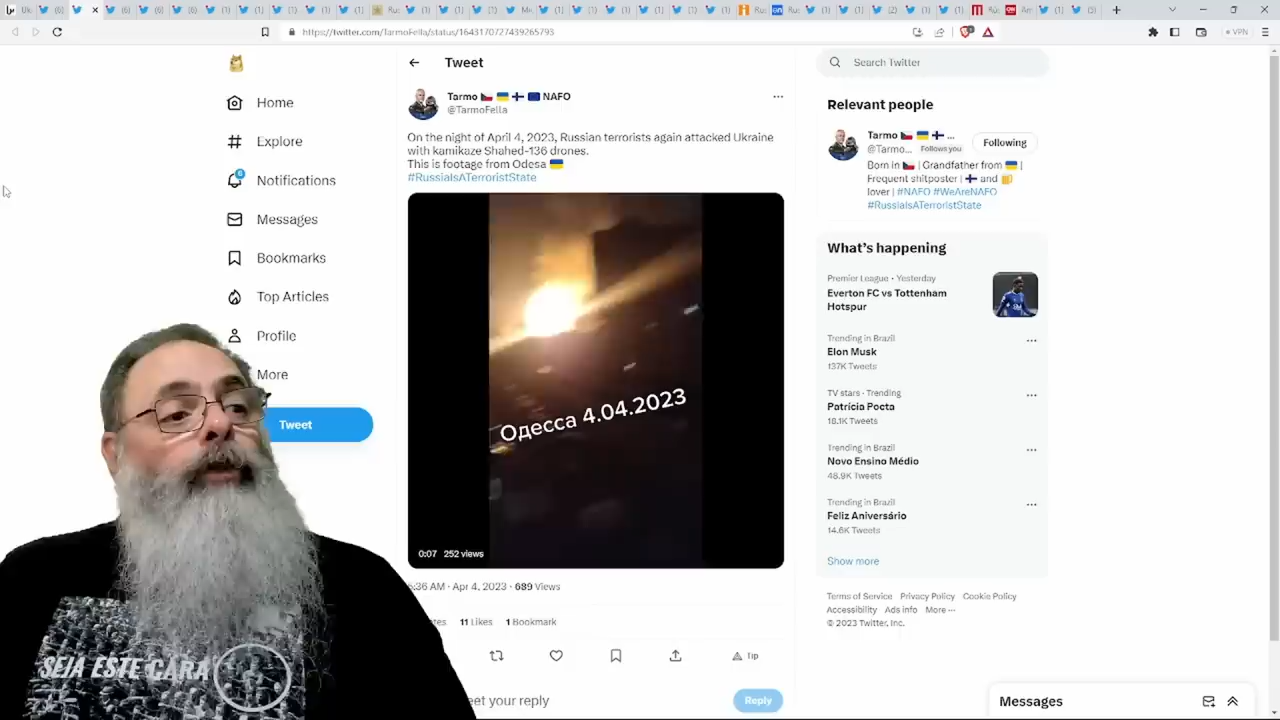 https://twitter.com/TarmoFella/status/1643170727439265793
VPN
Home
Explore
6
Notifications
Messages
Bookmarks
Top Articles
Profile
More
Tweet
Tweet
Tarmo 🇨🇿 🇺🇦 🇫🇮 🇪🇺 NAFO
@TarmoFella
On the night of April 4, 2023, Russian terrorists again attacked Ukraine
with kamikaze Shahed-136 drones.
This is footage from Odesa 🇺🇦
#RussiaIsATerroristState
Одесса 4.04.2023
0:07 252 views
5:36 AM · Apr 4, 2023 · 689 Views
11 Likes 1 Bookmark
Tip
Reply
Search Twitter
Relevant people
Tarmo 🇨🇿 🇺🇦 🇫🇮 ...
@Tarmo... Follows you
Following
Born in 🇨🇿 | Grandfather from 🇺🇦 |
Frequent shitposter | 🇫🇮 and 🍻
lover | #NAFO #WeAreNAFO
#RussiaIsATerroristState
What's happening
Premier League · Yesterday
Everton FC vs Tottenham
Hotspur
Trending in Brazil
Elon Musk
137K Tweets
TV stars · Trending
Patrícia Poeta
18.1K Tweets
Trending in Brazil
Novo Ensino Médio
48.9K Tweets
Trending in Brazil
Feliz Aniversário
14.6K Tweets
Show more
Terms of Service Privacy Policy Cookie Policy
Accessibility Ads info More ···
© 2023 Twitter, Inc.
Messages
SEJA ESTE CARA